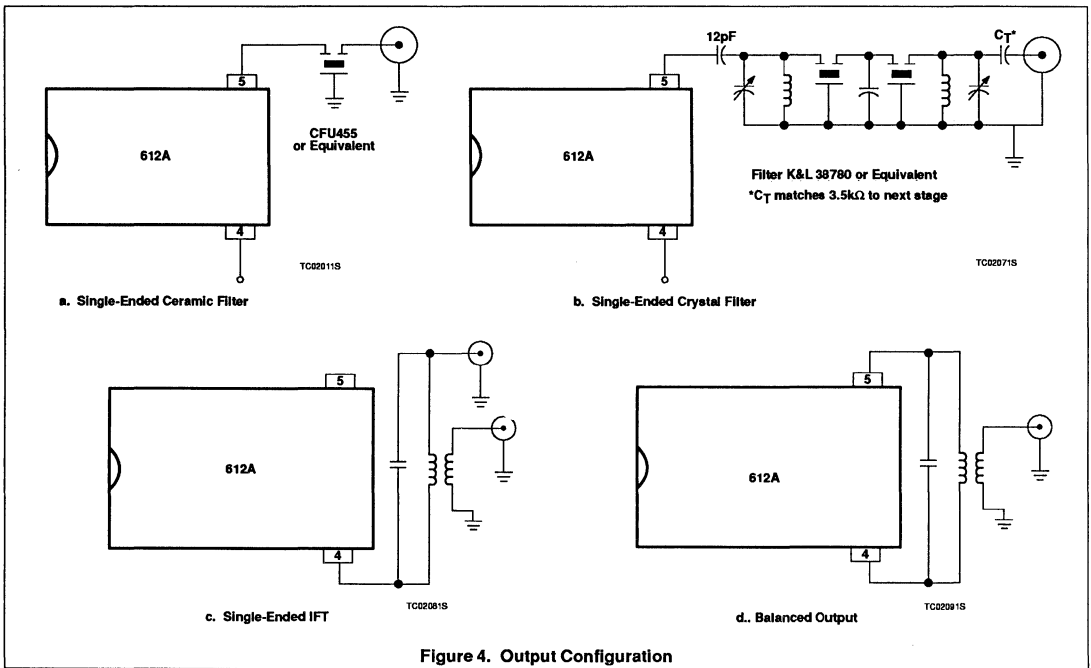 5
612A
CFU455
or Equivalent
4
TC02011S
a. Single-Ended Ceramic Filter
12pF
CT*
5
612A
Filter K&L 38780 or Equivalent
*CT matches 3.5kΩ to next stage
4
TC02071S
b. Single-Ended Crystal Filter
5
612A
4
TC02081S
c. Single-Ended IFT
5
612A
4
TC02091S
d.. Balanced Output
Figure 4. Output Configuration